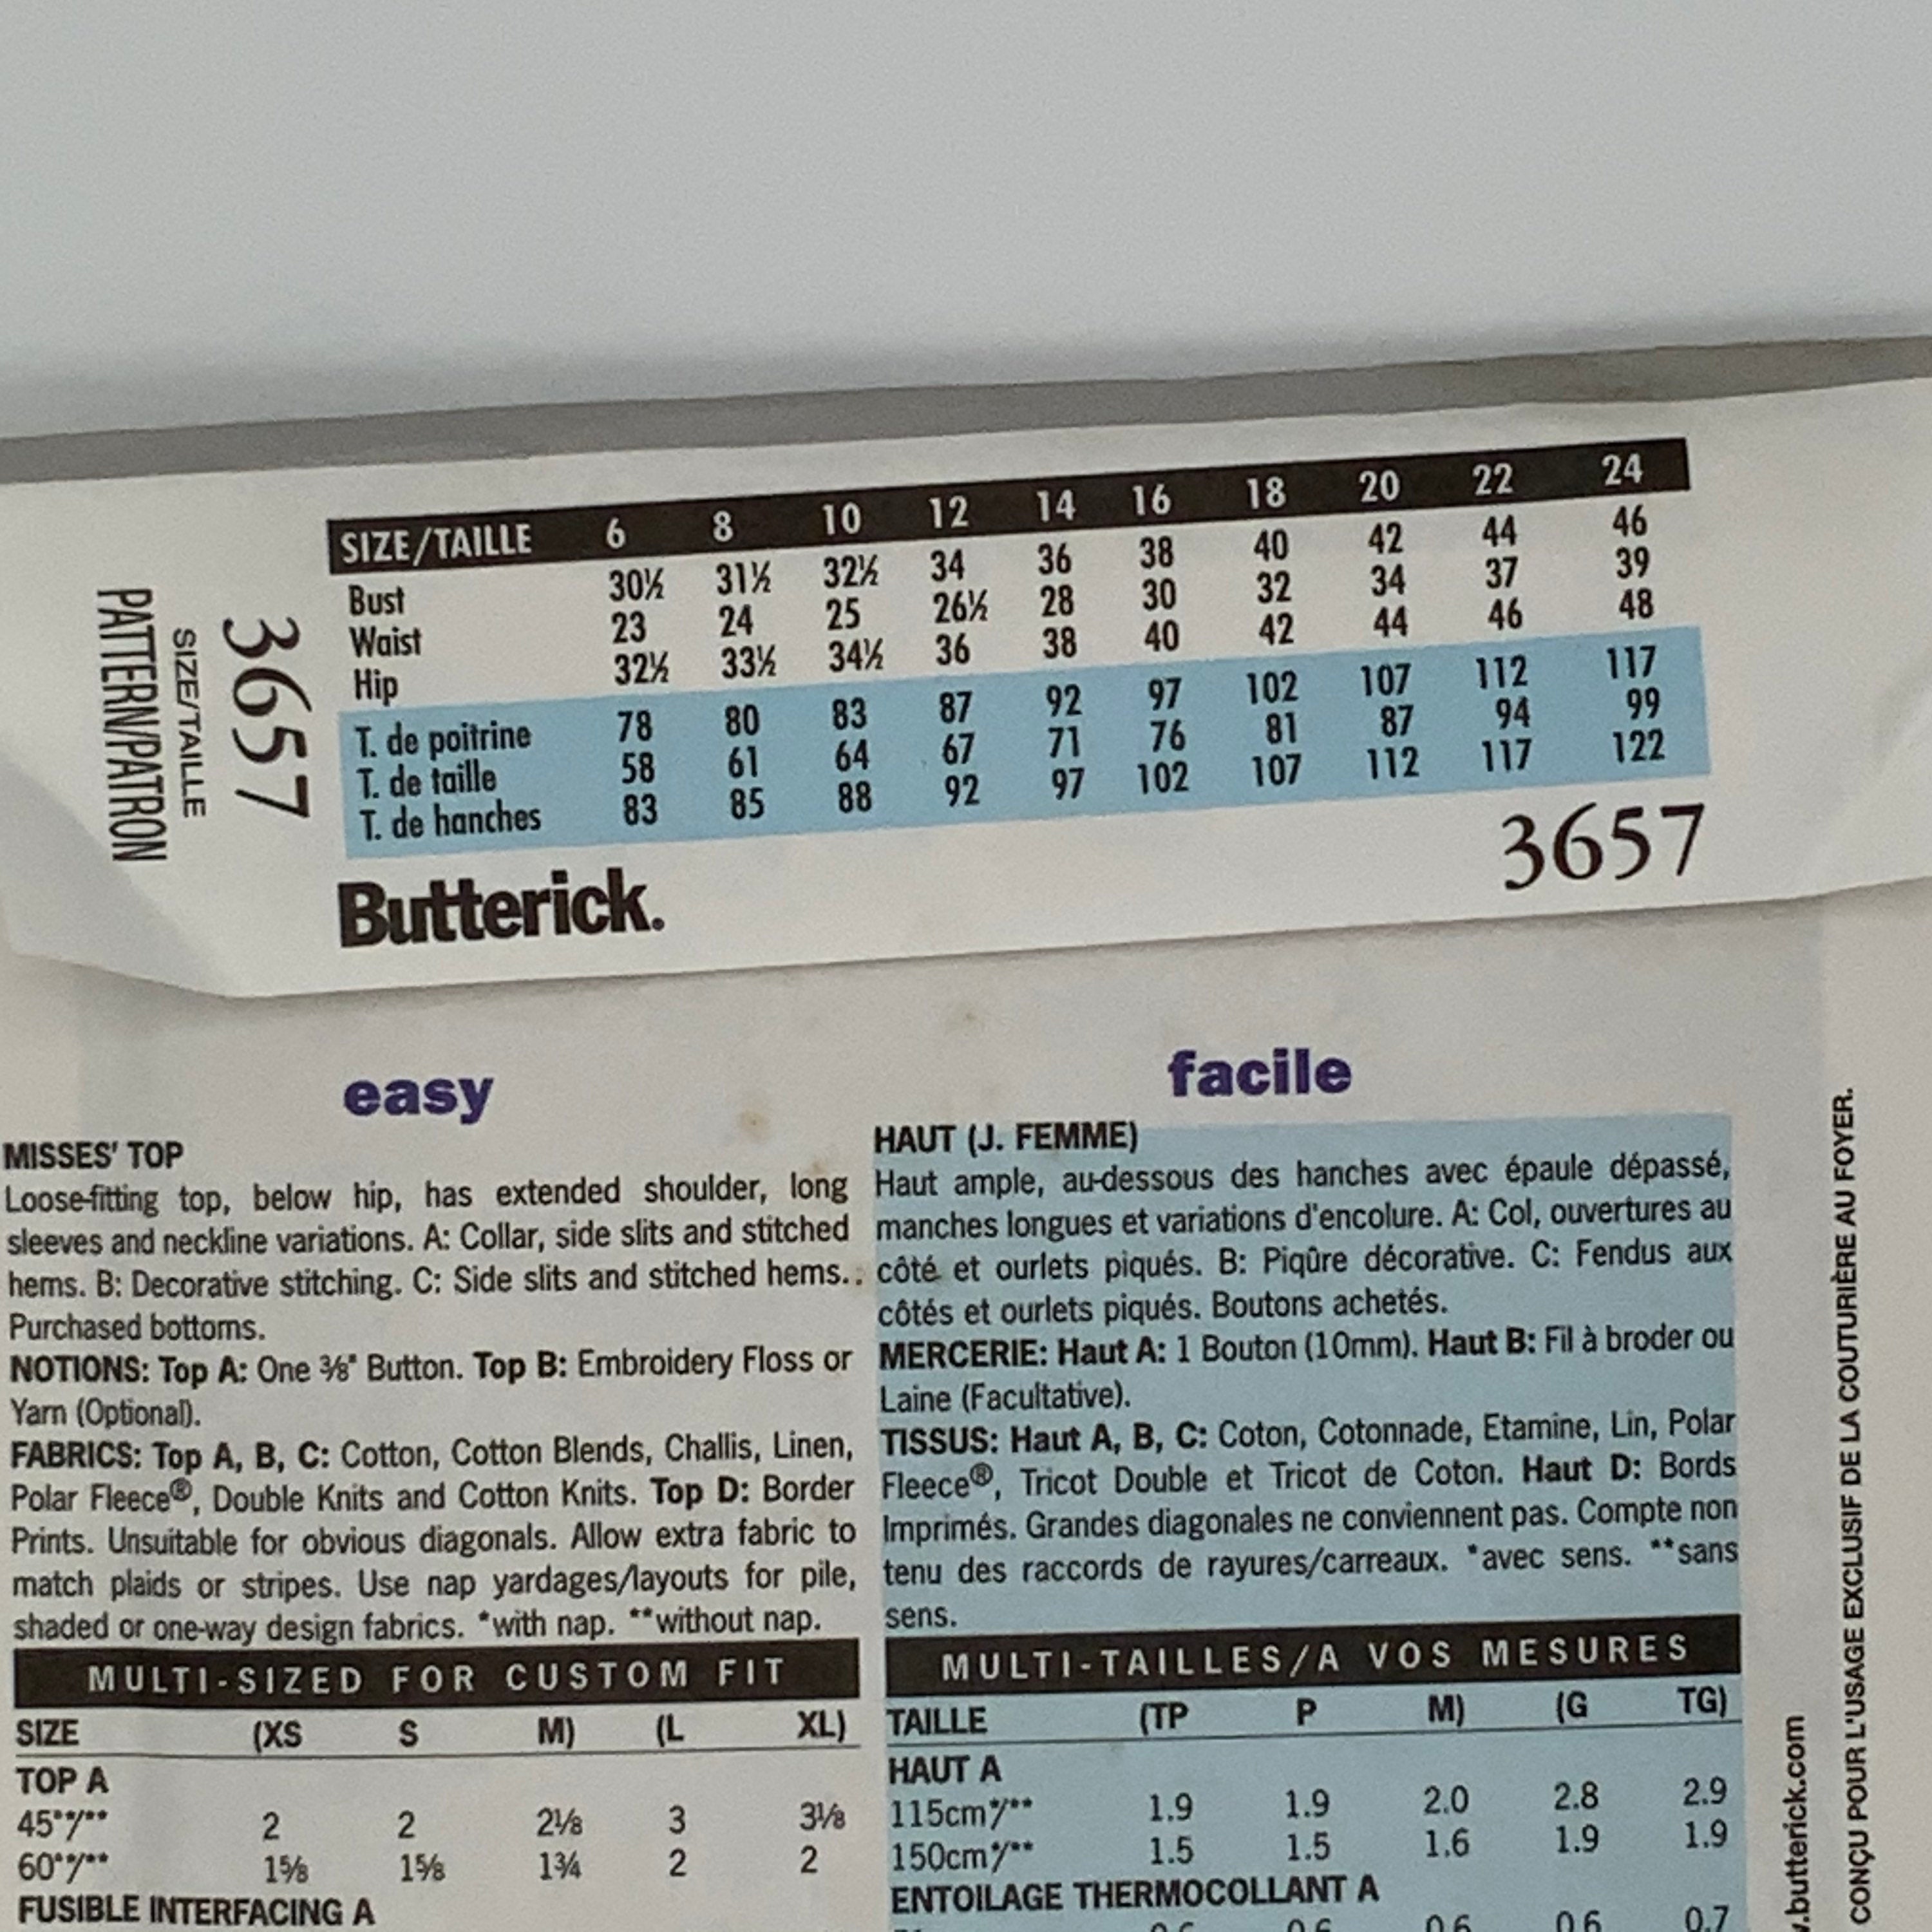 PATTERN/PATRON
SIZE/TAILLE
3657
SIZE/TAILLE 6 8 10 12 14 16 18 20 22 24
Bust 30½ 31½ 32½ 34 36 38 40 42 44 46
Waist 23 24 25 26½ 28 30 32 34 37 39
Hip 32½ 33½ 34½ 36 38 40 42 44 46 48
T. de poitrine 78 80 83 87 92 97 102 107 112 117
T. de taille 58 61 64 67 71 76 81 87 94 99
T. de hanches 83 85 88 92 97 102 107 112 117 122
Butterick.
3657
easy
MISSES' TOP
Loose-fitting top, below hip, has extended shoulder, long
sleeves and neckline variations. A: Collar, side slits and stitched
hems. B: Decorative stitching. C: Side slits and stitched hems..
Purchased bottoms.
NOTIONS: Top A: One ⅜" Button. Top B: Embroidery Floss or
Yarn (Optional).
FABRICS: Top A, B, C: Cotton, Cotton Blends, Challis, Linen,
Polar Fleece®, Double Knits and Cotton Knits. Top D: Border
Prints. Unsuitable for obvious diagonals. Allow extra fabric to
match plaids or stripes. Use nap yardages/layouts for pile,
shaded or one-way design fabrics. *with nap. **without nap.
MULTI-SIZED FOR CUSTOM FIT
SIZE (XS S M) (L XL)
TOP A
45"*/** 2 2 2⅛ 3 3⅛
60"*/** 1⅝ 1⅝ 1¾ 2 2
FUSIBLE INTERFACING A
facile
HAUT (J. FEMME)
Haut ample, au-dessous des hanches avec épaule dépassé,
manches longues et variations d'encolure. A: Col, ouvertures au
côté et ourlets piqués. B: Piqûre décorative. C: Fendus aux
côtés et ourlets piqués. Boutons achetés.
MERCERIE: Haut A: 1 Bouton (10mm). Haut B: Fil à broder ou
Laine (Facultative).
TISSUS: Haut A, B, C: Coton, Cotonnade, Etamine, Lin, Polar
Fleece®, Tricot Double et Tricot de Coton. Haut D: Bords
Imprimés. Grandes diagonales ne conviennent pas. Compte non
tenu des raccords de rayures/carreaux. *avec sens. **sans
sens.
MULTI-TAILLES/A VOS MESURES
TAILLE (TP P M) (G TG)
HAUT A
115cm*/** 1.9 1.9 2.0 2.8 2.9
150cm*/** 1.5 1.5 1.6 1.9 1.9
ENTOILAGE THERMOCOLLANT A
0.6 0.6 0.6 0.6 0.7
.butterick.com
CONÇU POUR L'USAGE EXCLUSIF DE LA COUTURIÈRE AU FOYER.